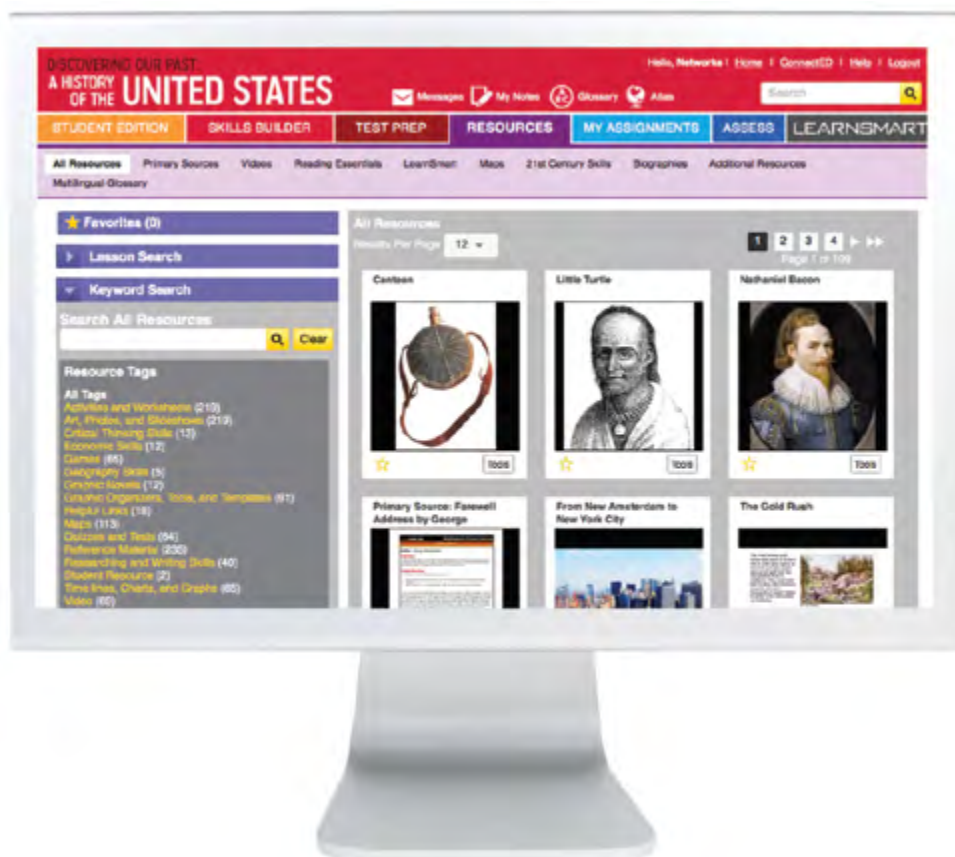 DISCOVERING OUR PAST
A HISTORY OF THE UNITED STATES
Hello, Networks | Home | ConnectED | Help | Logout
Messages My Notes Glossary Atlas
Search
STUDENT EDITION SKILLS BUILDER TEST PREP RESOURCES MY ASSIGNMENTS ASSESS LEARNSMART
All Resources Primary Sources Videos Reading Essentials LearnSmart Maps 21st Century Skills Biographies Additional Resources
Multilingual Glossary
Favorites (0)
Lesson Search
Keyword Search
Search All Resources
Clear
Resource Tags
All Tags
Activities and Worksheets (213)
Art, Photos, and Slideshows (219)
Critical Thinking Skills (13)
Economic Skills (12)
Games (65)
Geography Skills (5)
Graphic Novels (12)
Graphic Organizers, Tools, and Templates (61)
Helpful Links (18)
Maps (113)
Quizzes and Tests (64)
Reference Material (235)
Researching and Writing Skills (40)
Student Resource (2)
Time lines, Charts, and Graphs (65)
Video (60)
All Resources
Results Per Page 12
1 2 3 4
Page 1 of 109
Canteen
Tools
Little Turtle
Tools
Nathaniel Bacon
Tools
Primary Source: Farewell
Address by George
From New Amsterdam to
New York City
The Gold Rush